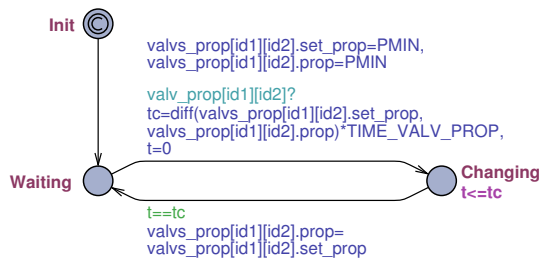 Init
C
valvs_prop[id1][id2].set_prop=PMIN,
valvs_prop[id1][id2].prop=PMIN
valv_prop[id1][id2]?
tc=diff(valvs_prop[id1][id2].set_prop,
valvs_prop[id1][id2].prop)*TIME_VALV_PROP,
t=0
Waiting
Changing
t<=tc
t==tc
valvs_prop[id1][id2].prop=
valvs_prop[id1][id2].set_prop